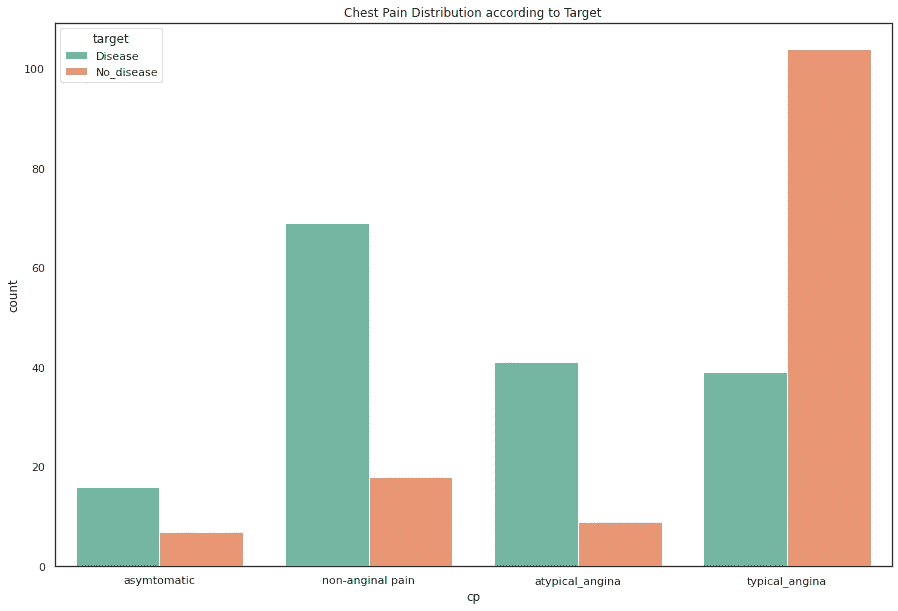 Chest Pain Distribution according to Target
target
Disease
No_disease
100
80
60
40
20
0
count
asymtomatic
non-anginal pain
atypical_angina
typical_angina
cp